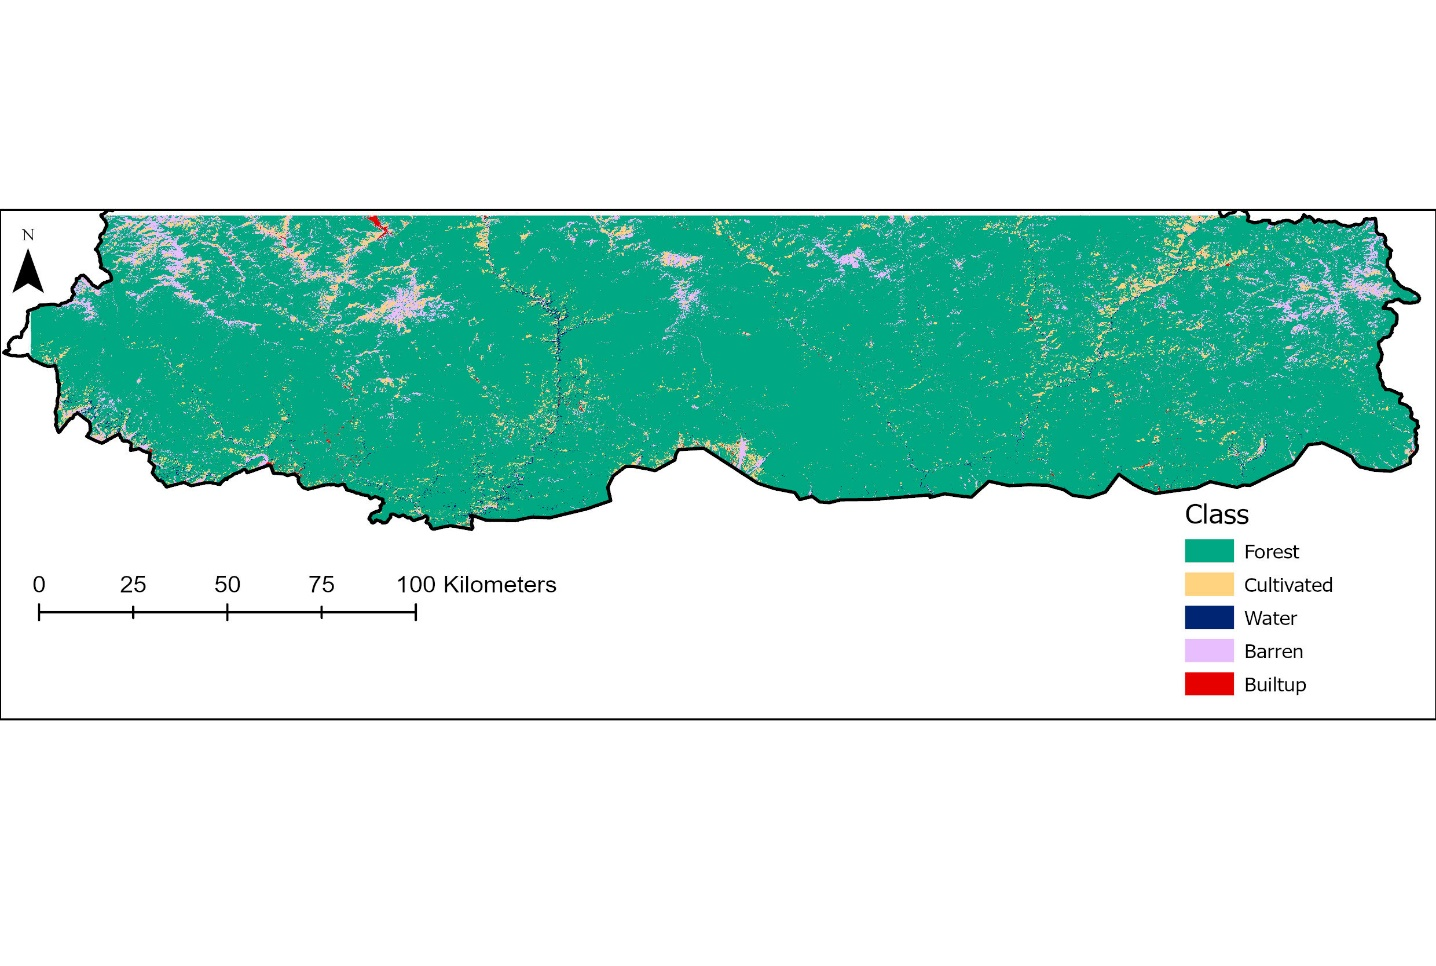 N
0 25 50 75 100 Kilometers
Class
Forest
Cultivated
Water
Barren
Builtup